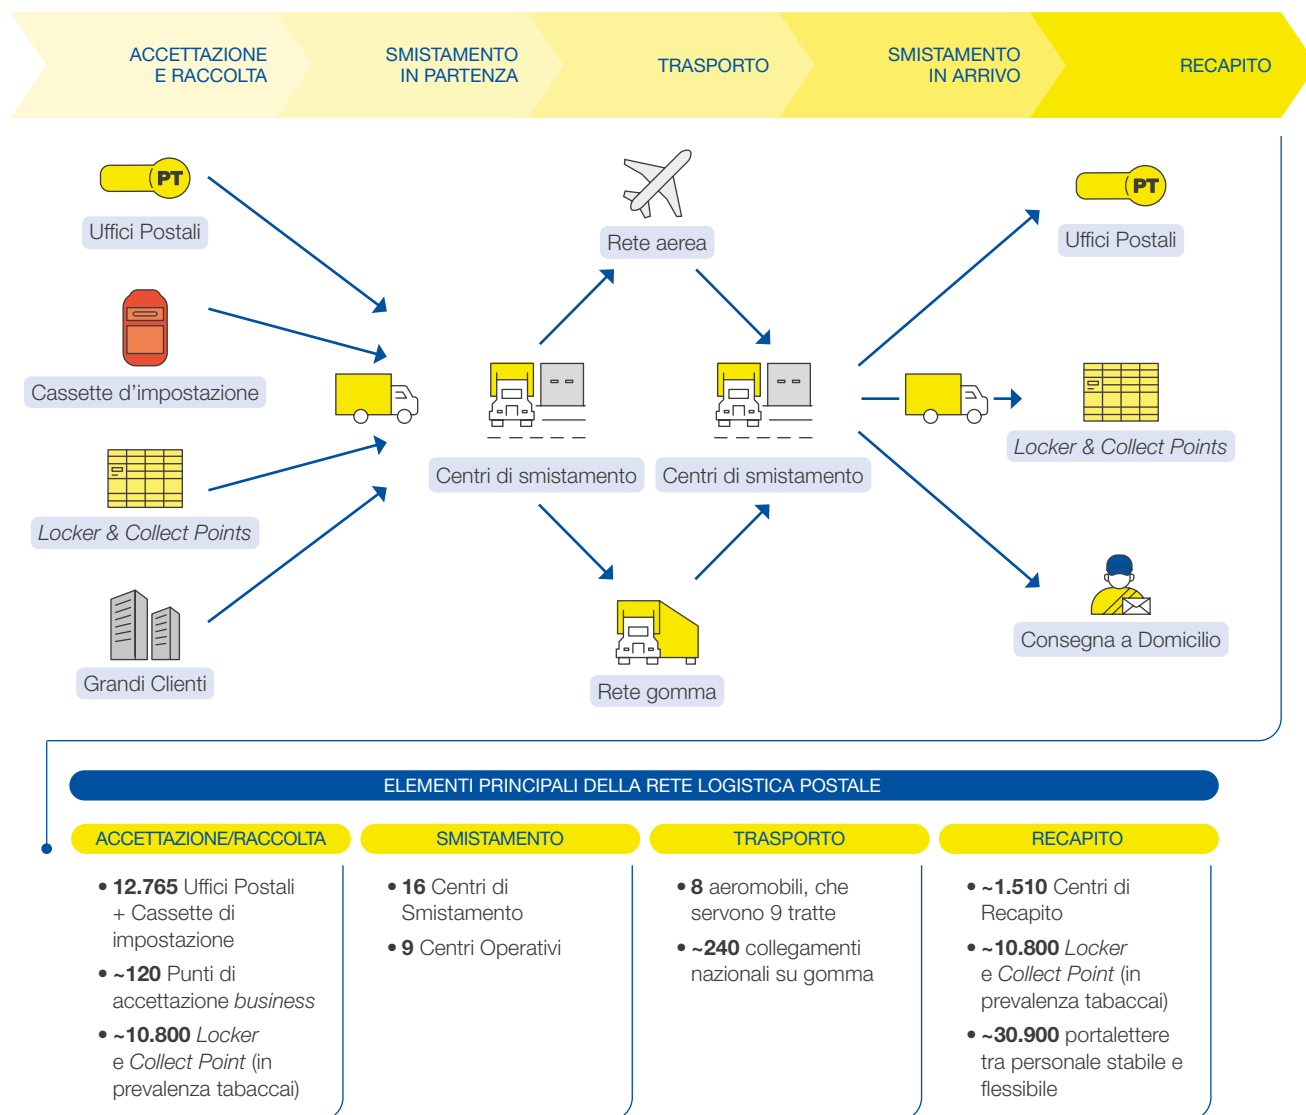 ACCETTAZIONE
E RACCOLTA
SMISTAMENTO
IN PARTENZA
TRASPORTO
SMISTAMENTO
IN ARRIVO
RECAPITO
PT
Uffici Postali
Cassette d'impostazione
Locker & Collect Points
Grandi Clienti
Centri di smistamento
Rete aerea
Rete gomma
Centri di smistamento
PT
Uffici Postali
Locker & Collect Points
Consegna a Domicilio
ELEMENTI PRINCIPALI DELLA RETE LOGISTICA POSTALE
ACCETTAZIONE/RACCOLTA
• 12.765 Uffici Postali
+ Cassette di
impostazione
• ~120 Punti di
accettazione business
• ~10.800 Locker
e Collect Point (in
prevalenza tabaccai)
SMISTAMENTO
• 16 Centri di
Smistamento
• 9 Centri Operativi
TRASPORTO
• 8 aeromobili, che
servono 9 tratte
• ~240 collegamenti
nazionali su gomma
RECAPITO
• ~1.510 Centri di
Recapito
• ~10.800 Locker
e Collect Point (in
prevalenza tabaccai)
• ~30.900 portalettere
tra personale stabile e
flessibile